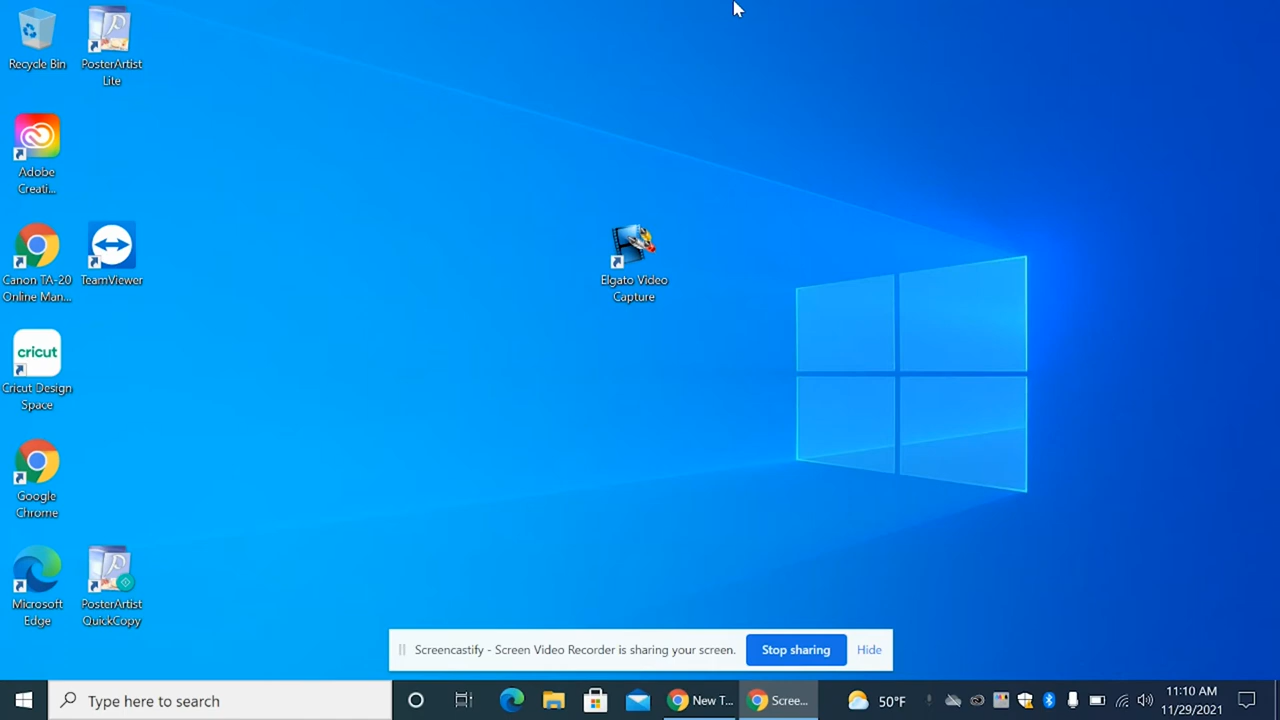 Recycle Bin
PosterArtist
Lite
Adobe
Creati...
Canon TA-20
Online Man...
TeamViewer
Elgato Video
Capture
cricut
Cricut Design
Space
Google
Chrome
Microsoft
Edge
PosterArtist
QuickCopy
Screencastify - Screen Video Recorder is sharing your screen.
Stop sharing
Hide
Type here to search
New T...
Scree...
50°F
11:10 AM
11/29/2021